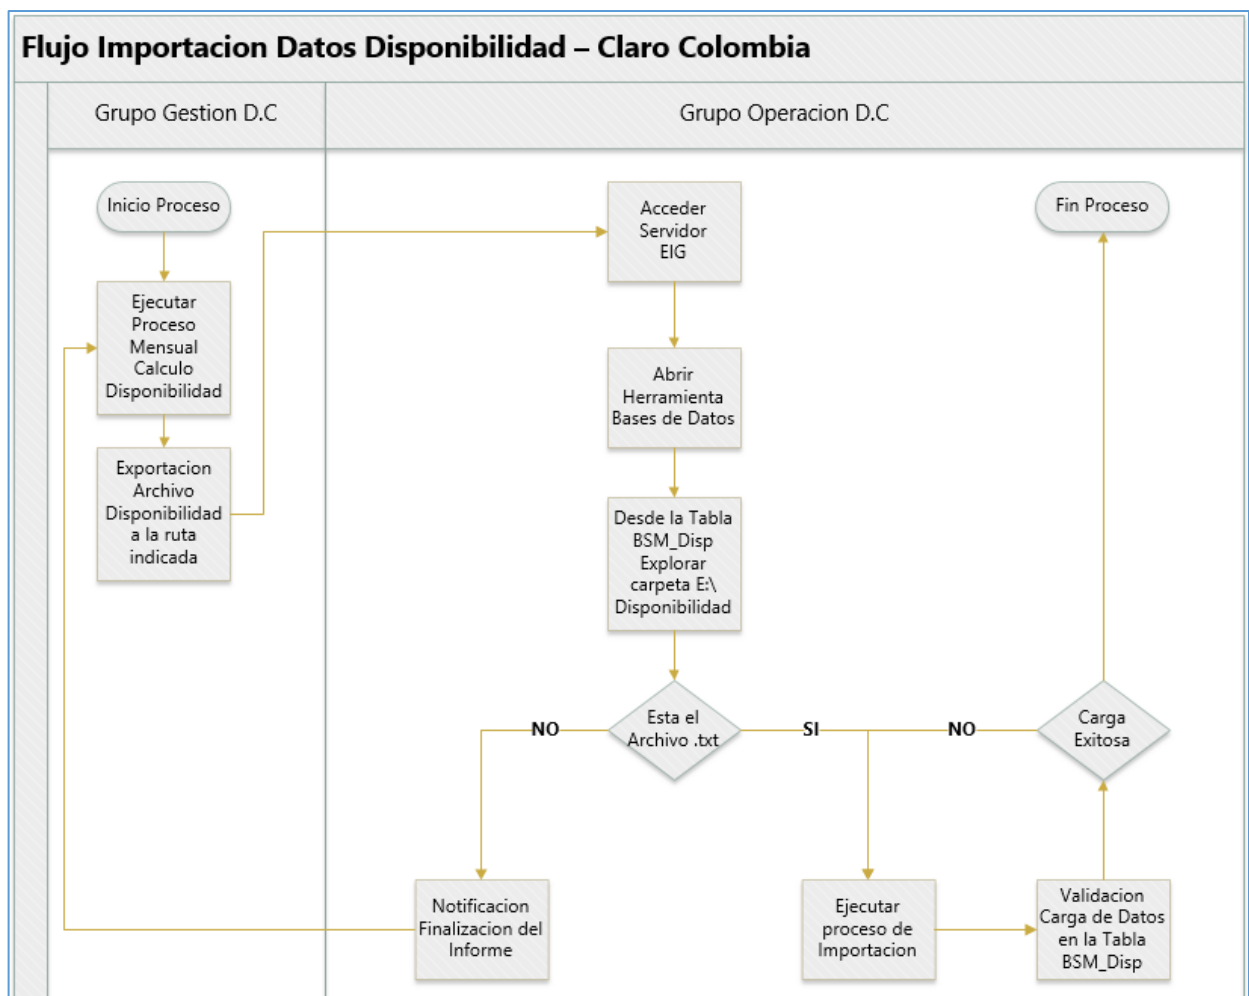 Flujo Importacion Datos Disponibilidad – Claro Colombia
Grupo Gestion D.C
Grupo Operacion D.C
Inicio Proceso
Ejecutar
Proceso
Mensual
Calculo
Disponibilidad
Exportacion
Archivo
Disponibilidad
a la ruta
indicada
Acceder
Servidor
EIG
Abrir
Herramienta
Bases de Datos
Desde la Tabla
BSM_Disp
Explorar
carpeta E:\
Disponibilidad
Esta el
Archivo .txt
NO
SI
NO
Notificacion
Finalizacion del
Informe
Ejecutar
proceso de
Importacion
Validacion
Carga de Datos
en la Tabla
BSM_Disp
Carga
Exitosa
Fin Proceso